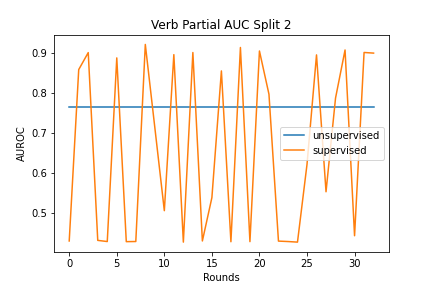 Verb Partial AUC Split 2
AUROC
0.9
0.8
0.7
0.6
0.5
unsupervised
supervised
0 5 10 15 20 25 30
Rounds